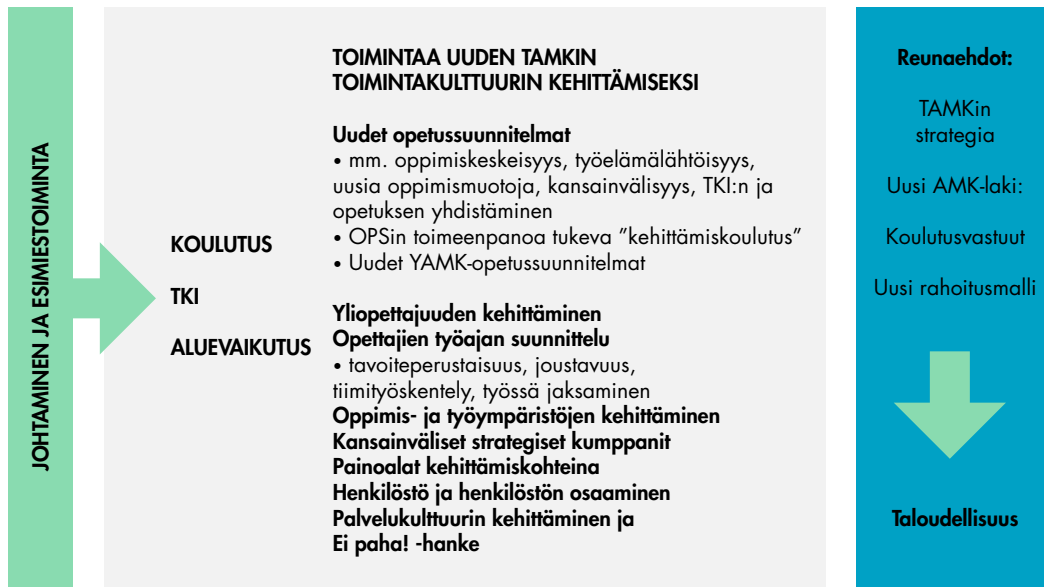 JOHTAMINEN JA ESIMIESTOIMINTA
KOULUTUS
TKI
ALUEVAIKUTUS
TOIMINTAA UUDEN TAMKIN
TOIMINTAKULTTUURIN KEHITTÄMISEKSI
Uudet opetussuunnitelmat
• mm. oppimiskeskeisyys, työelämälähtöisyys,
uusia oppimismuotoja, kansainvälisyys, TKI:n ja
opetuksen yhdistäminen
• OPSin toimeenpanoa tukeva ”kehittämiskoulutus”
• Uudet YAMK-opetussuunnitelmat
Yliopettajuuden kehittäminen
Opettajien työajan suunnittelu
• tavoiteperustaisuus, joustavuus,
tiimityöskentely, työssä jaksaminen
Oppimis- ja työympäristöjen kehittäminen
Kansainväliset strategiset kumppanit
Painoalat kehittämiskohteina
Henkilöstö ja henkilöstön osaaminen
Palvelukulttuurin kehittäminen ja
Ei paha! -hanke
Reunaehdot:
TAMKin
strategia
Uusi AMK-laki:
Koulutusvastuut
Uusi rahoitusmalli
Taloudellisuus